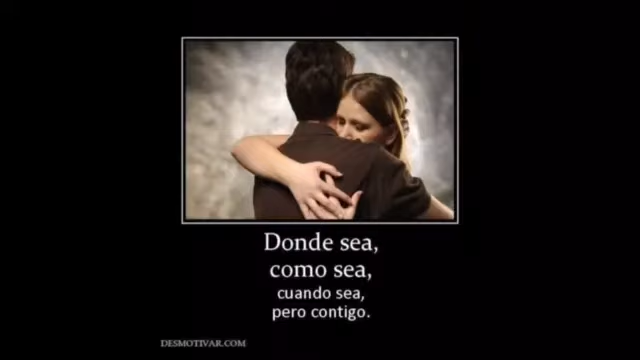 Donde sea,
como sea,
cuando sea,
pero contigo.
DESMOTIVAR.COM